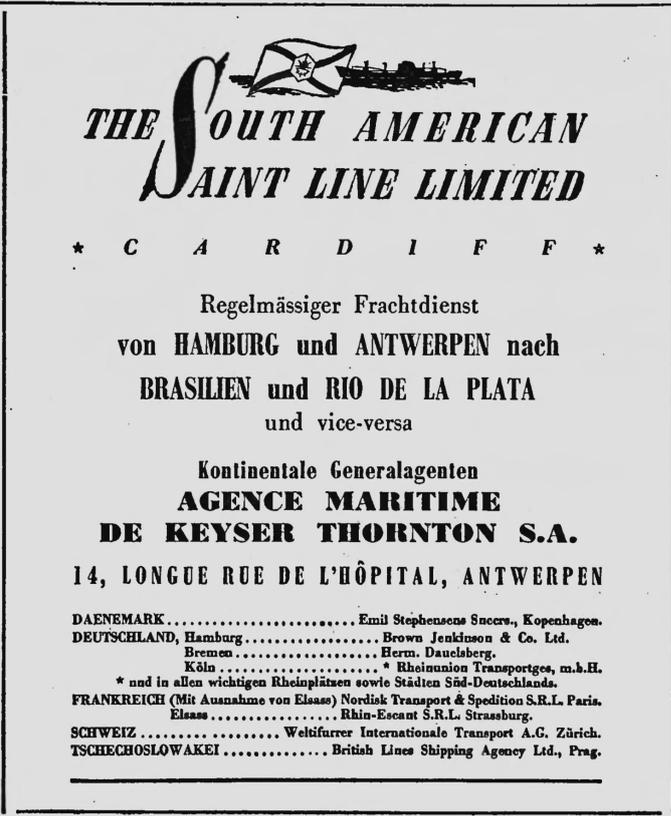 THE SOUTH AMERICAN
SAINT LINE LIMITED
* C A R D I F F *
Regelmässiger Frachtdienst
von HAMBURG und ANTWERPEN nach
BRASILIEN und RIO DE LA PLATA
und vice-versa
Kontinentale Generalagenten
AGENCE MARITIME
DE KEYSER THORNTON S.A.
14, LONGUE RUE DE L'HÔPITAL, ANTWERPEN
DAENEMARK........................Emil Stephensens Succrs., Kopenhagen.
DEUTSCHLAND, Hamburg.................Brown Jenkinson & Co. Ltd.
Bremen..................Herm. Dauelsberg.
Köln....................* Rheinunion Transportges, m.b.H.
* und in allen wichtigen Rheinplätzen sowie Städten Süd-Deutschlands.
FRANKREICH (Mit Ausnahme von Elsass) Nordisk Transport & Spedition S.R.L. Paris.
Elsass................Rhin-Escaut S.R.L. Strassburg.
SCHWEIZ..................Weltifurrer Internationale Transport A.G. Zürich.
TSCHECHOSLOWAKEI.............British Lines Shipping Agency Ltd., Prag.